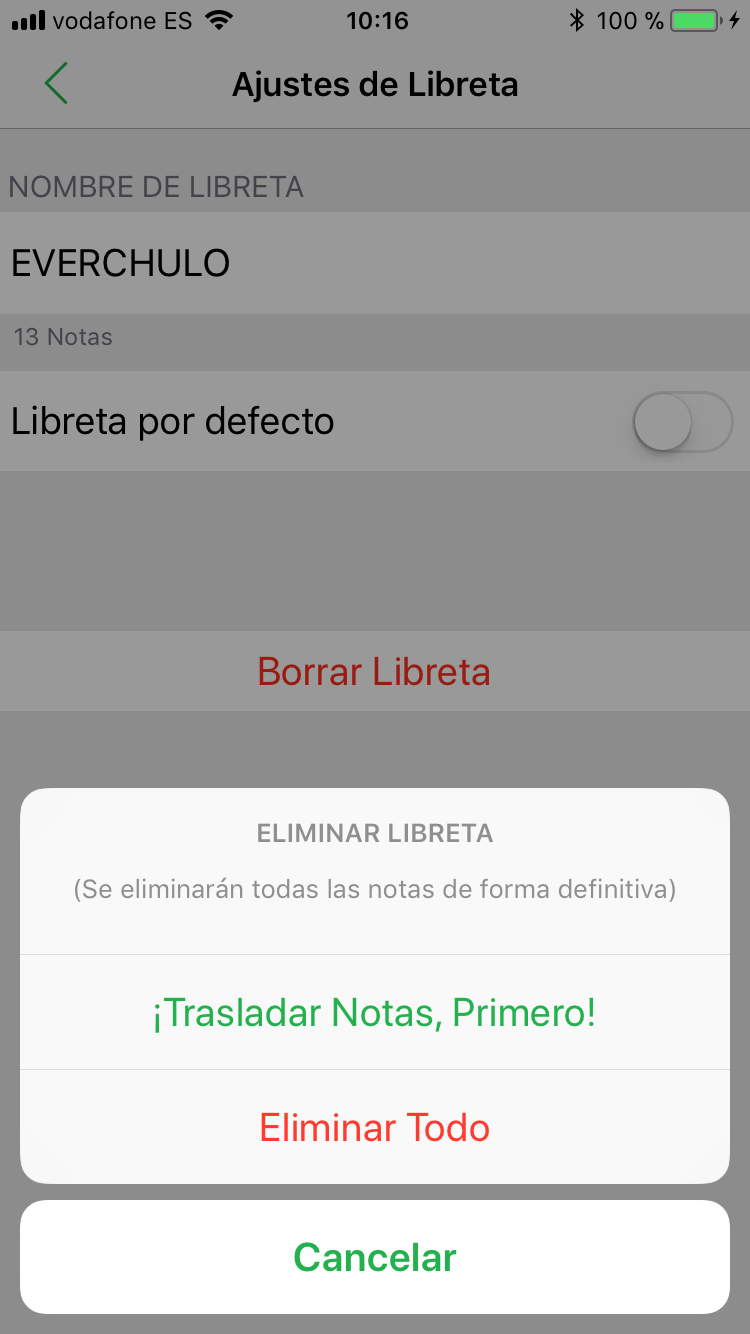 vodafone ES 10:16 100 %
Ajustes de Libreta
NOMBRE DE LIBRETA
EVERCHULO
13 Notas
Libreta por defecto
Borrar Libreta
ELIMINAR LIBRETA
(Se eliminarán todas las notas de forma definitiva)
¡Trasladar Notas, Primero!
Eliminar Todo
Cancelar